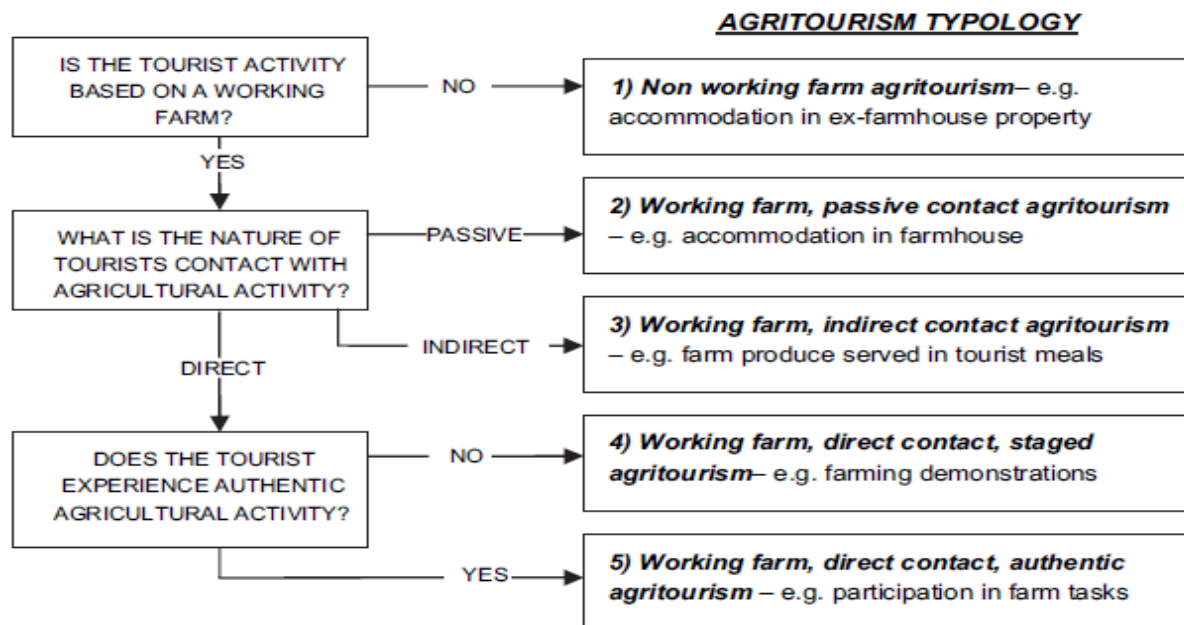 AGRITOURISM TYPOLOGY
IS THE TOURIST ACTIVITY
BASED ON A WORKING
FARM?
NO
1) Non working farm agritourism– e.g.
accommodation in ex-farmhouse property
YES
WHAT IS THE NATURE OF
TOURISTS CONTACT WITH
AGRICULTURAL ACTIVITY?
PASSIVE
2) Working farm, passive contact agritourism
– e.g. accommodation in farmhouse
INDIRECT
3) Working farm, indirect contact agritourism
– e.g. farm produce served in tourist meals
DIRECT
DOES THE TOURIST
EXPERIENCE AUTHENTIC
AGRICULTURAL ACTIVITY?
NO
4) Working farm, direct contact, staged
agritourism– e.g. farming demonstrations
YES
5) Working farm, direct contact, authentic
agritourism – e.g. participation in farm tasks